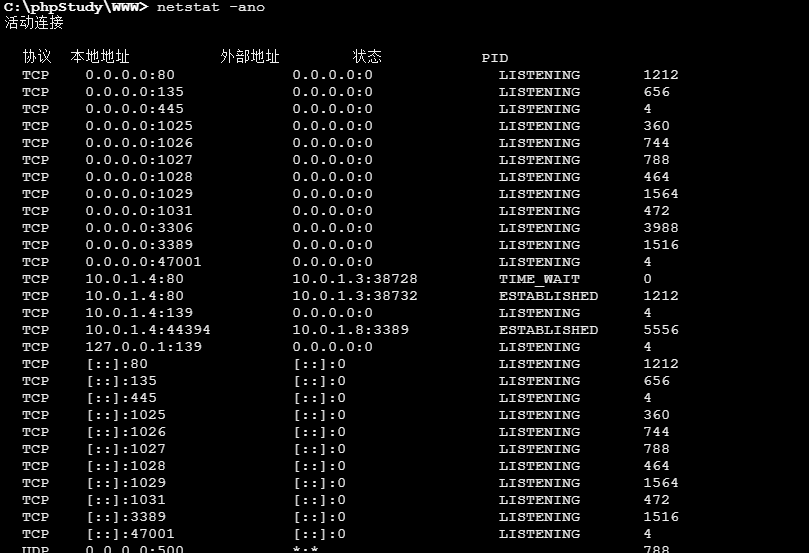 C:\phpStudy\WWW> netstat -ano
活动连接
协议 本地地址 外部地址 状态 PID
TCP 0.0.0.0:80 0.0.0.0:0 LISTENING 1212
TCP 0.0.0.0:135 0.0.0.0:0 LISTENING 656
TCP 0.0.0.0:445 0.0.0.0:0 LISTENING 4
TCP 0.0.0.0:1025 0.0.0.0:0 LISTENING 360
TCP 0.0.0.0:1026 0.0.0.0:0 LISTENING 744
TCP 0.0.0.0:1027 0.0.0.0:0 LISTENING 788
TCP 0.0.0.0:1028 0.0.0.0:0 LISTENING 464
TCP 0.0.0.0:1029 0.0.0.0:0 LISTENING 1564
TCP 0.0.0.0:1031 0.0.0.0:0 LISTENING 472
TCP 0.0.0.0:3306 0.0.0.0:0 LISTENING 3988
TCP 0.0.0.0:3389 0.0.0.0:0 LISTENING 1516
TCP 0.0.0.0:47001 0.0.0.0:0 LISTENING 4
TCP 10.0.1.4:80 10.0.1.3:38728 TIME_WAIT 0
TCP 10.0.1.4:80 10.0.1.3:38732 ESTABLISHED 1212
TCP 10.0.1.4:139 0.0.0.0:0 LISTENING 4
TCP 10.0.1.4:44394 10.0.1.8:3389 ESTABLISHED 5556
TCP 127.0.0.1:139 0.0.0.0:0 LISTENING 4
TCP [::]:80 [::]:0 LISTENING 1212
TCP [::]:135 [::]:0 LISTENING 656
TCP [::]:445 [::]:0 LISTENING 4
TCP [::]:1025 [::]:0 LISTENING 360
TCP [::]:1026 [::]:0 LISTENING 744
TCP [::]:1027 [::]:0 LISTENING 788
TCP [::]:1028 [::]:0 LISTENING 464
TCP [::]:1029 [::]:0 LISTENING 1564
TCP [::]:1031 [::]:0 LISTENING 472
TCP [::]:3389 [::]:0 LISTENING 1516
TCP [::]:47001 [::]:0 LISTENING 4
UDP 0.0.0.0:500 *:* 788